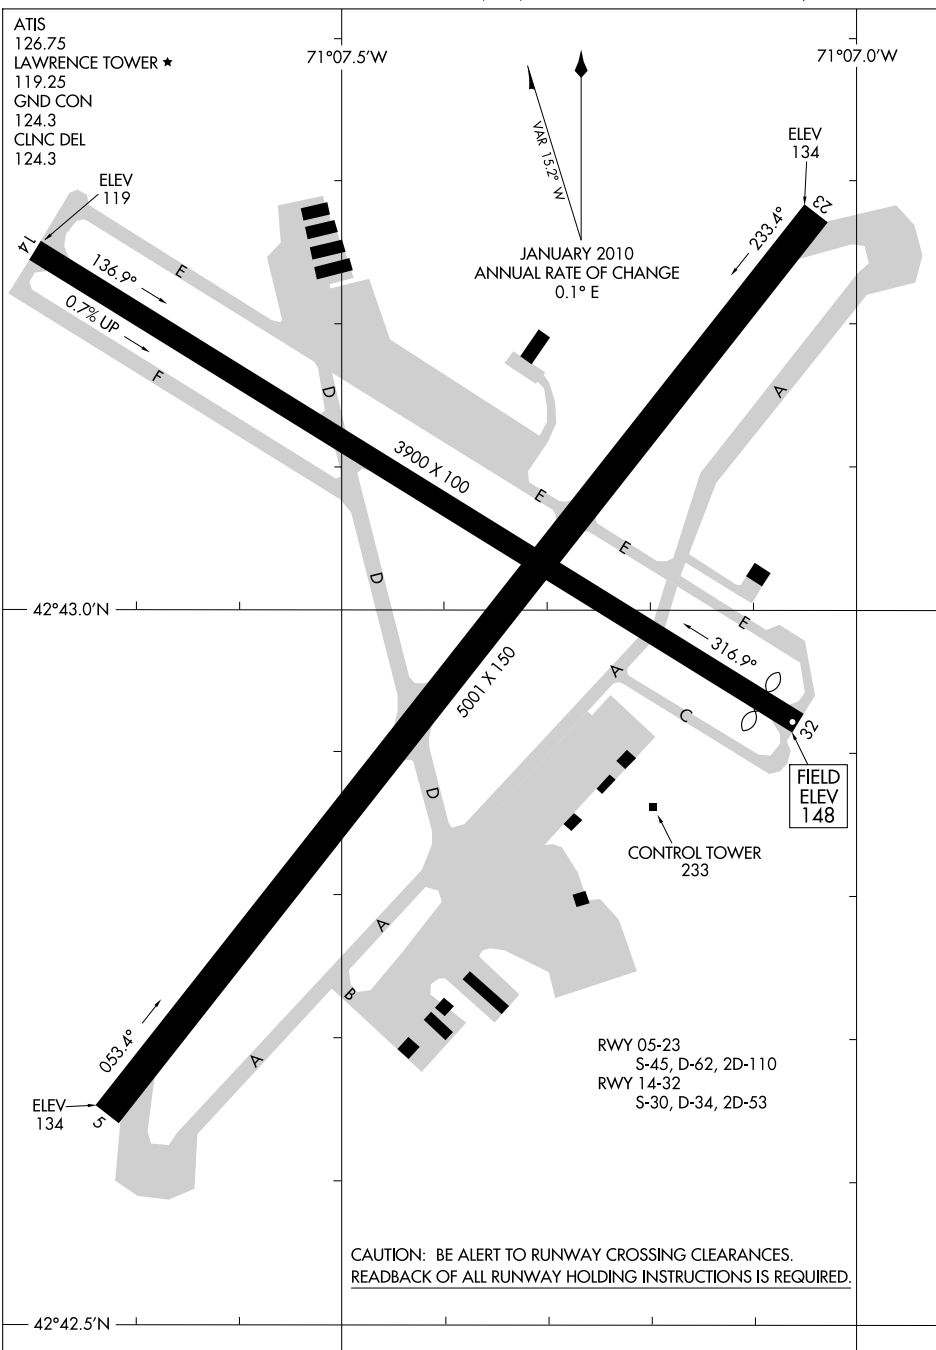 ATIS
126.75
LAWRENCE TOWER ★
119.25
GND CON
124.3
CLNC DEL
124.3
71°07.5'W
71°07.0'W
VAR 15.2° W
JANUARY 2010
ANNUAL RATE OF CHANGE
0.1° E
ELEV
134
23
233.4°
ELEV
119
14
136.9°
0.7% UP
E
F
D
A
3900 X 100
E
E
D
42°43.0'N
E
316.9°
A
C
5001 X 150
32
FIELD
ELEV
148
D
CONTROL TOWER
233
A
B
053.4°
A
RWY 05-23
S-45, D-62, 2D-110
RWY 14-32
S-30, D-34, 2D-53
ELEV
134
5
CAUTION: BE ALERT TO RUNWAY CROSSING CLEARANCES.
READBACK OF ALL RUNWAY HOLDING INSTRUCTIONS IS REQUIRED.
42°42.5'N